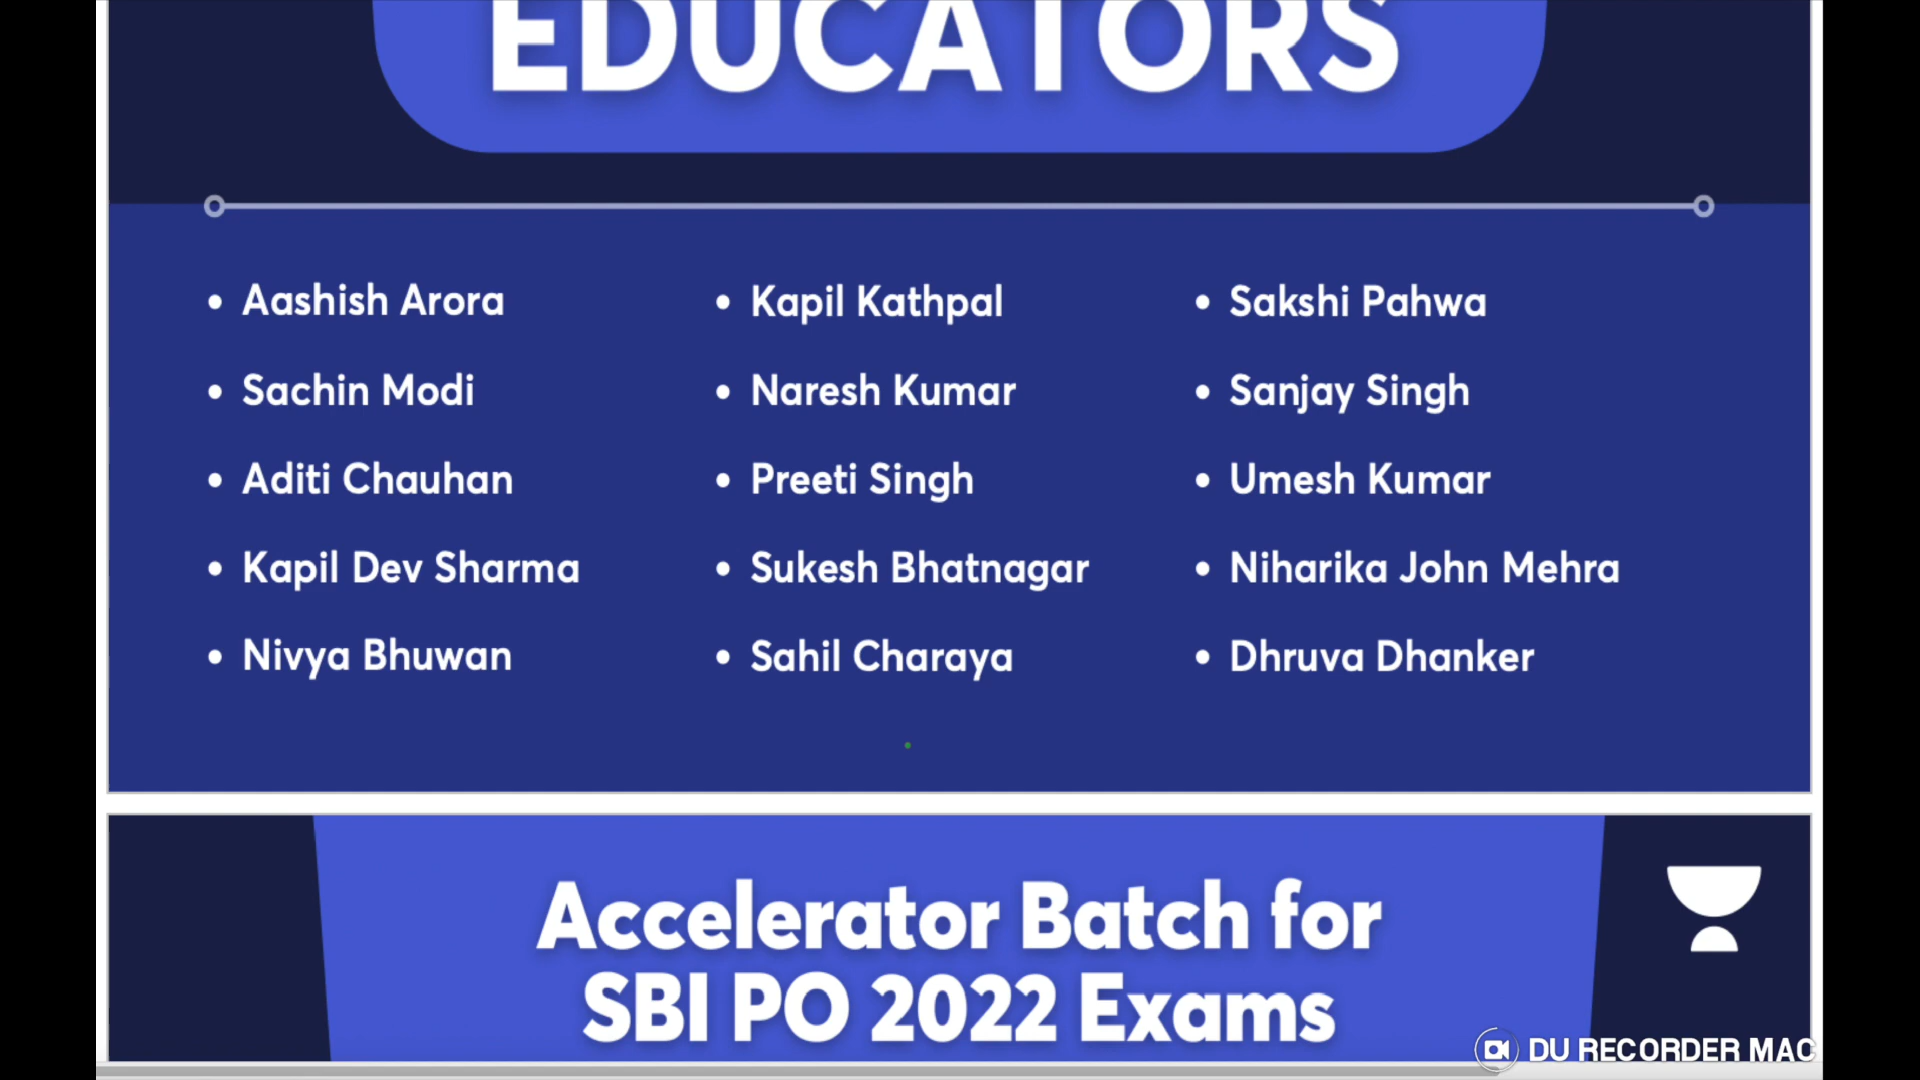 EDUCATORS
• Aashish Arora
• Sachin Modi
• Aditi Chauhan
• Kapil Dev Sharma
• Nivya Bhuwan
• Kapil Kathpal
• Naresh Kumar
• Preeti Singh
• Sukesh Bhatnagar
• Sahil Charaya
• Sakshi Pahwa
• Sanjay Singh
• Umesh Kumar
• Niharika John Mehra
• Dhruva Dhanker
Accelerator Batch for
SBI PO 2022 Exams
DU RECORDER MAC